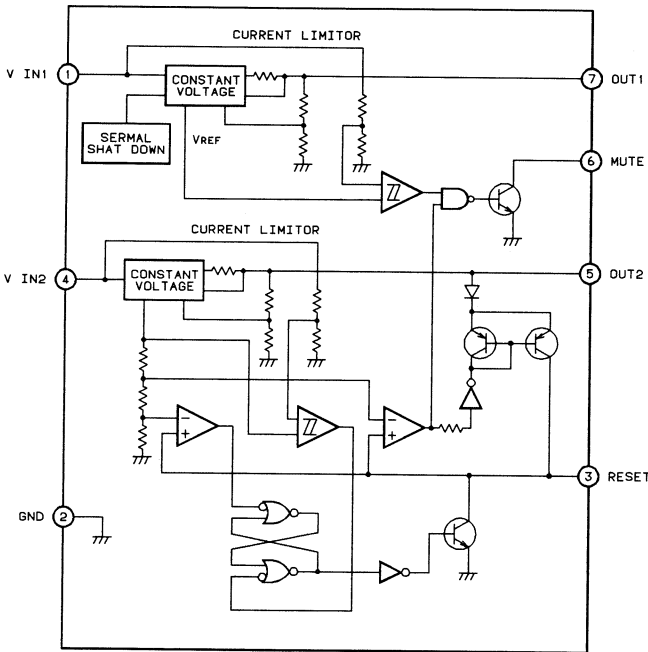 CURRENT LIMITOR
V IN1
1
CONSTANT
VOLTAGE
7
OUT1
SERMAL
SHAT DOWN
VREF
6
MUTE
CURRENT LIMITOR
V IN2
4
CONSTANT
VOLTAGE
5
OUT2
-
+
-
+
3
RESET
GND
2